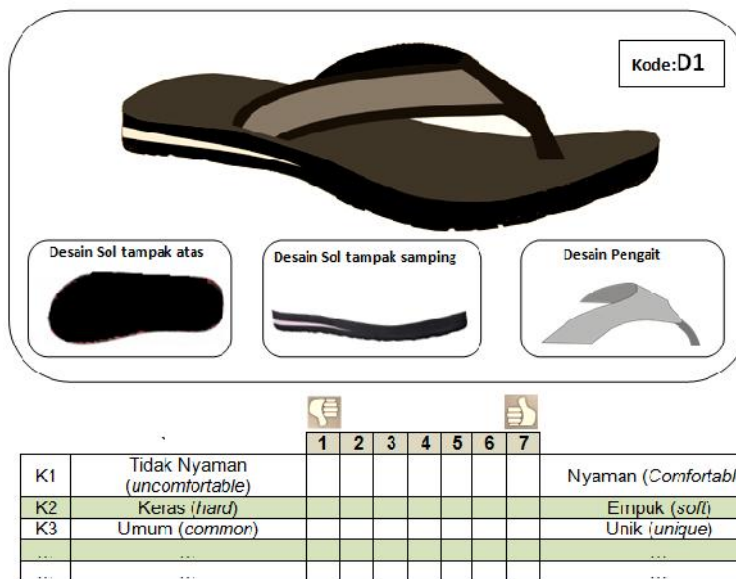 Kode:D1
Desain Sol tampak atas
Desain Sol tampak samping
Desain Pengait
1 2 3 4 5 6 7
K1 Tidak Nyaman (uncomfortable) Nyaman (Comfortabl
K2 Keras (hard) Empuk (soft)
K3 Umum (common) Unik (unique)
... ... ...
... ... ...